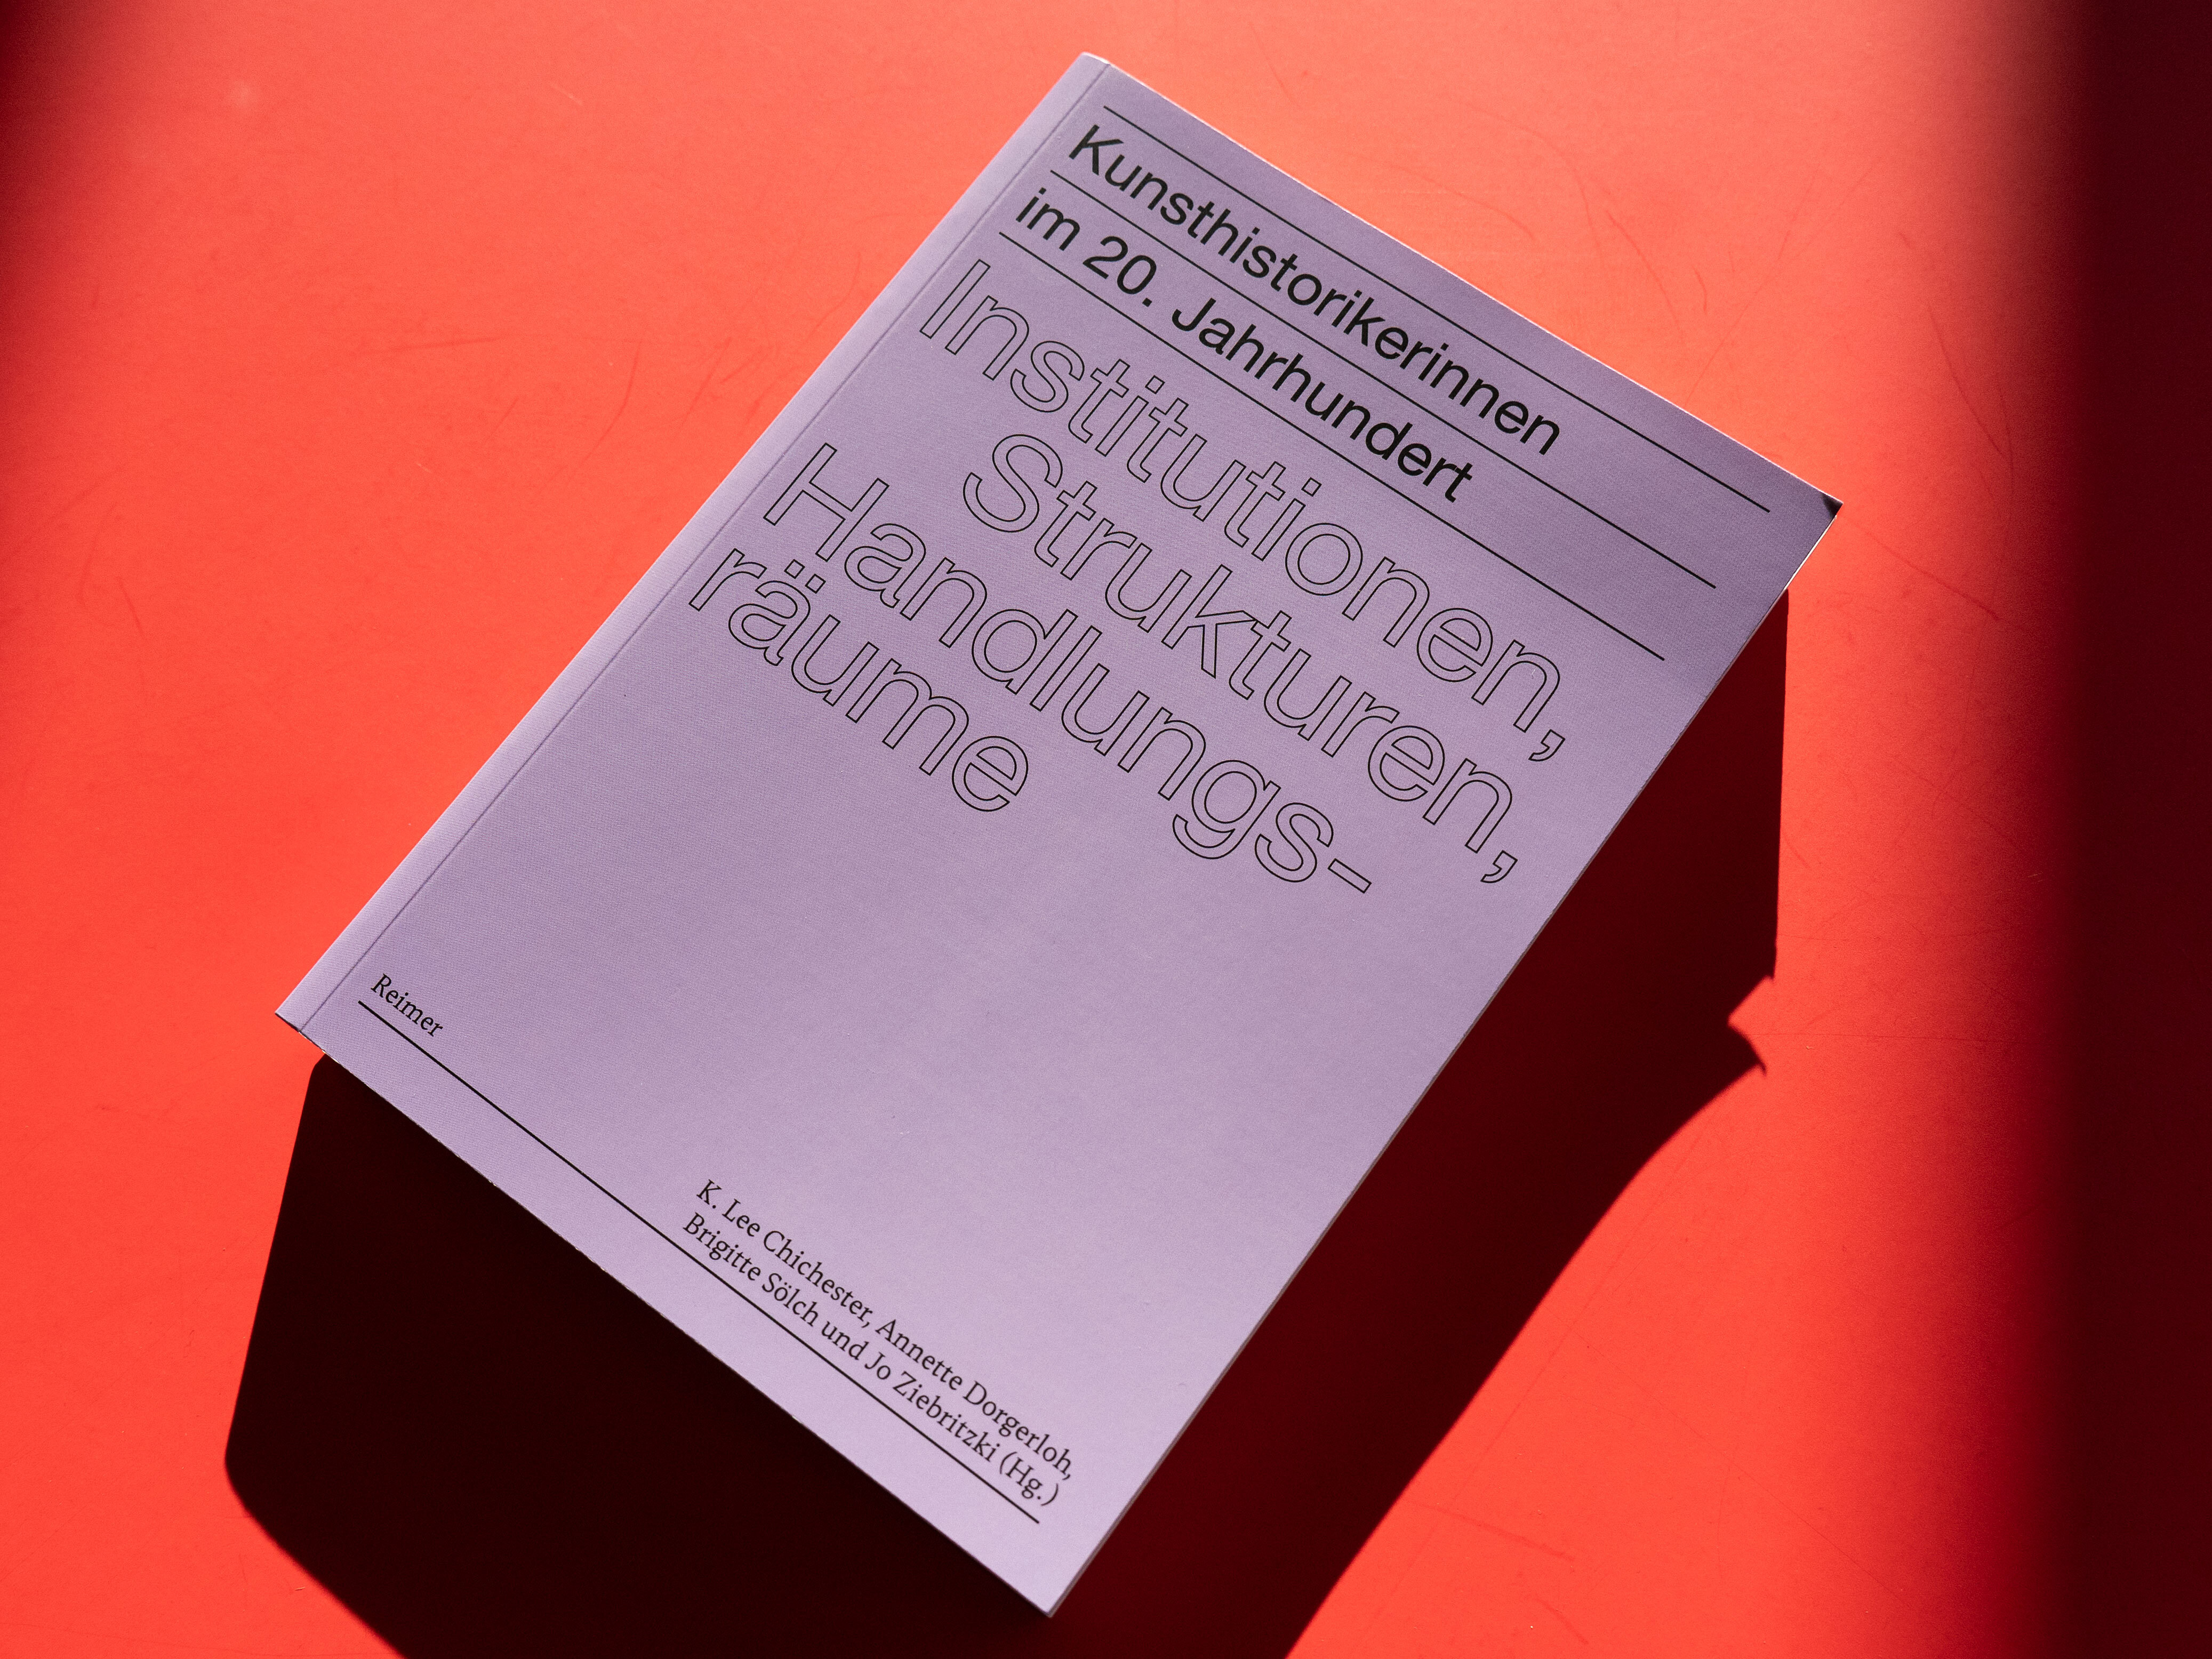 Kunsthistorikerinnen
im 20. Jahrhundert
Institutionen,
Strukturen,
Handlungs-
räume
Reimer
K. Lee Chichester, Annette Dorgerloh,
Brigitte Sölch und Jo Ziebritzki (Hg.)